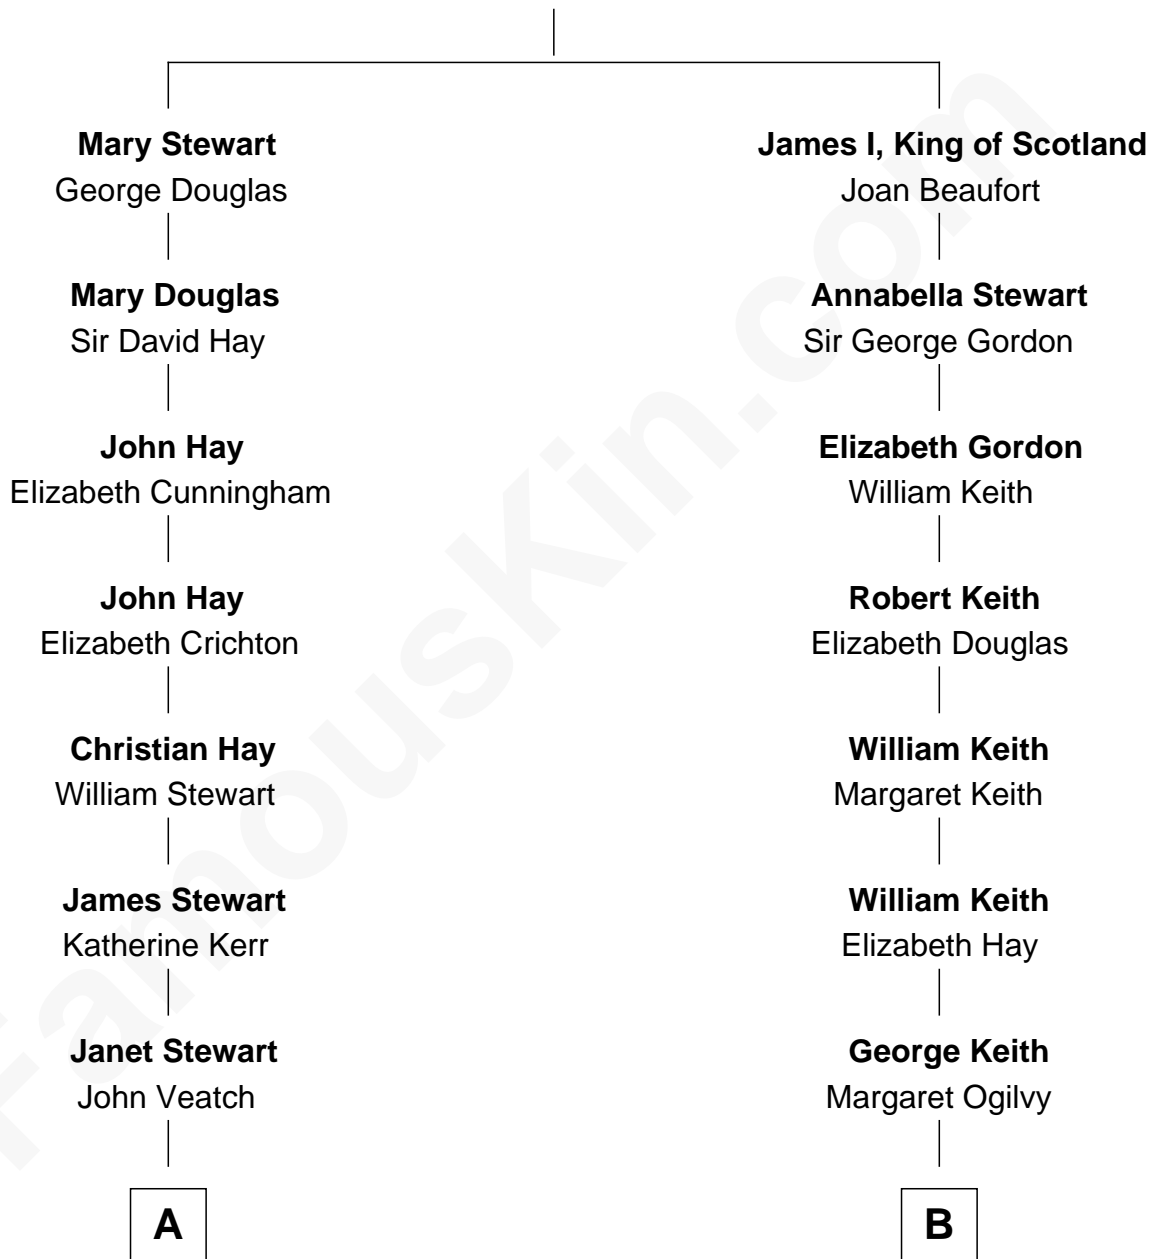 Mary Stewart
George Douglas
Mary Douglas
Sir David Hay
John Hay
Elizabeth Cunningham
John Hay
Elizabeth Crichton
Christian Hay
William Stewart
James Stewart
Katherine Kerr
Janet Stewart
John Veatch
A
James I, King of Scotland
Joan Beaufort
Annabella Stewart
Sir George Gordon
Elizabeth Gordon
William Keith
Robert Keith
Elizabeth Douglas
William Keith
Margaret Keith
William Keith
Elizabeth Hay
George Keith
Margaret Ogilvy
B
FamousKin.com